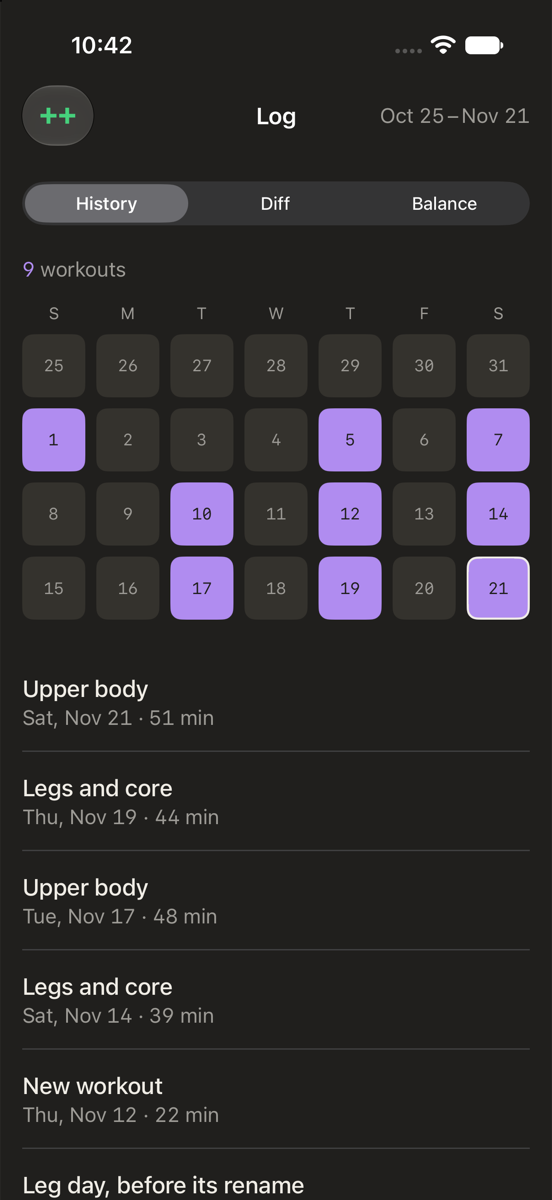 10:42
++
Log
Oct 25–Nov 21
History
Diff
Balance
9 workouts
S M T W T F S
25 26 27 28 29 30 31
1 2 3 4 5 6 7
8 9 10 11 12 13 14
15 16 17 18 19 20 21
Upper body
Sat, Nov 21 · 51 min
Legs and core
Thu, Nov 19 · 44 min
Upper body
Tue, Nov 17 · 48 min
Legs and core
Sat, Nov 14 · 39 min
New workout
Thu, Nov 12 · 22 min
Leg day, before its rename